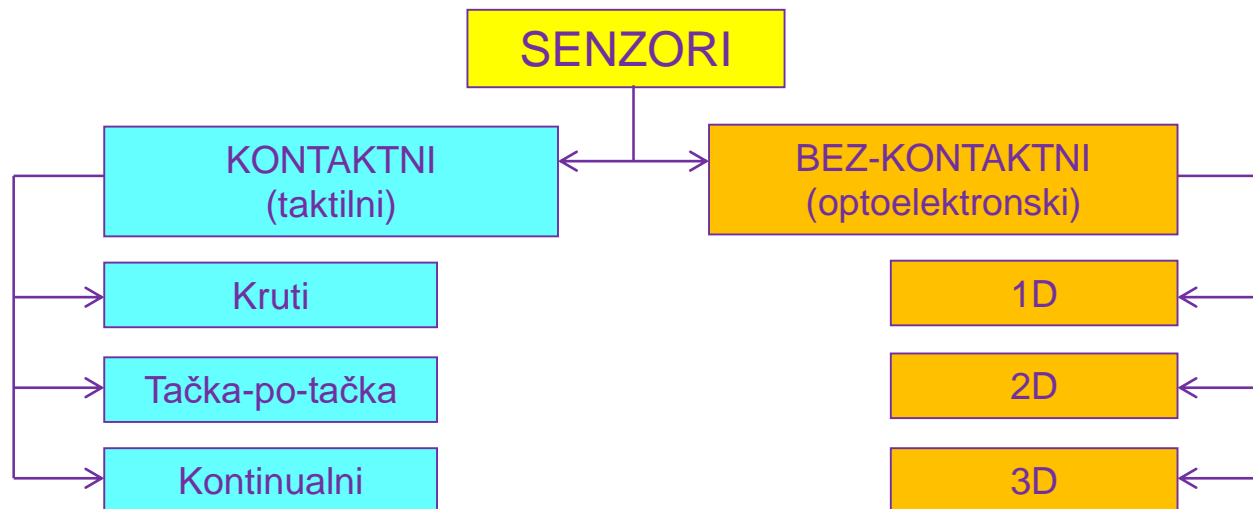 SENZORI
KONTAKTNI
(taktilni)
Kruti
Tačka-po-tačka
Kontinualni
BEZ-KONTAKTNI
(optoelektronski)
1D
2D
3D